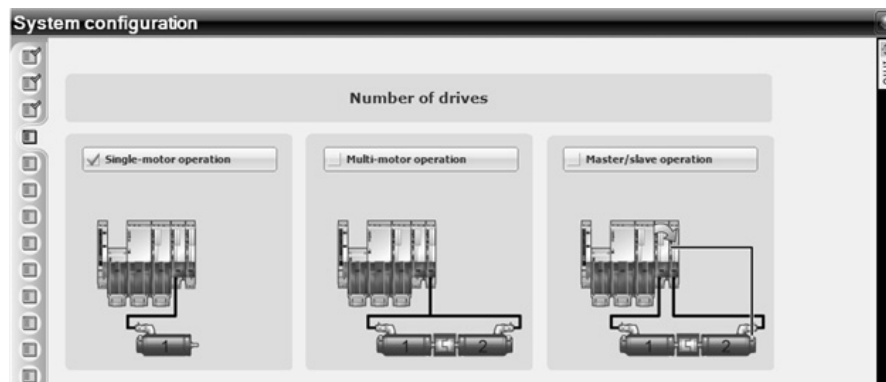 System configuration
Number of drives
Single-motor operation
Multi-motor operation
Master/slave operation
1
1 2
1 2